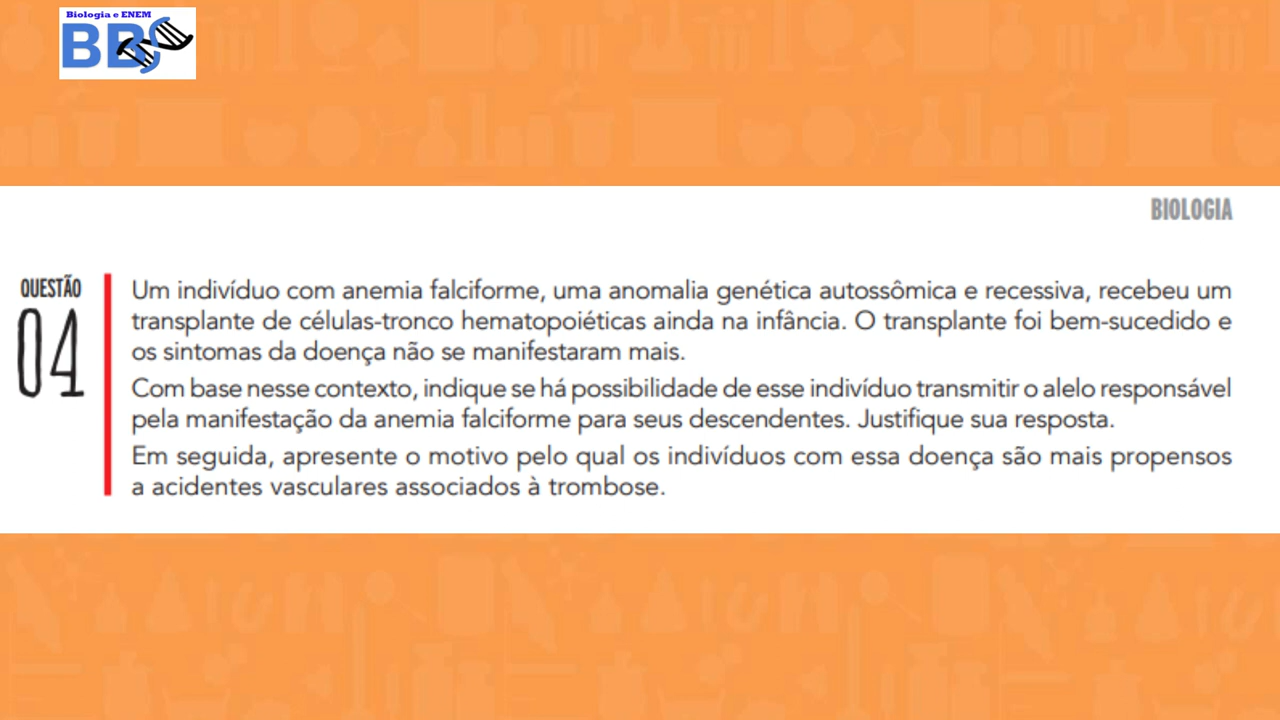 Biologia e ENEM
BBS
BIOLOGIA
QUESTÃO
04
Um indivíduo com anemia falciforme, uma anomalia genética autossômica e recessiva, recebeu um
transplante de células-tronco hematopoiéticas ainda na infância. O transplante foi bem-sucedido e
os sintomas da doença não se manifestaram mais.
Com base nesse contexto, indique se há possibilidade de esse indivíduo transmitir o alelo responsável
pela manifestação da anemia falciforme para seus descendentes. Justifique sua resposta.
Em seguida, apresente o motivo pelo qual os indivíduos com essa doença são mais propensos
a acidentes vasculares associados à trombose.